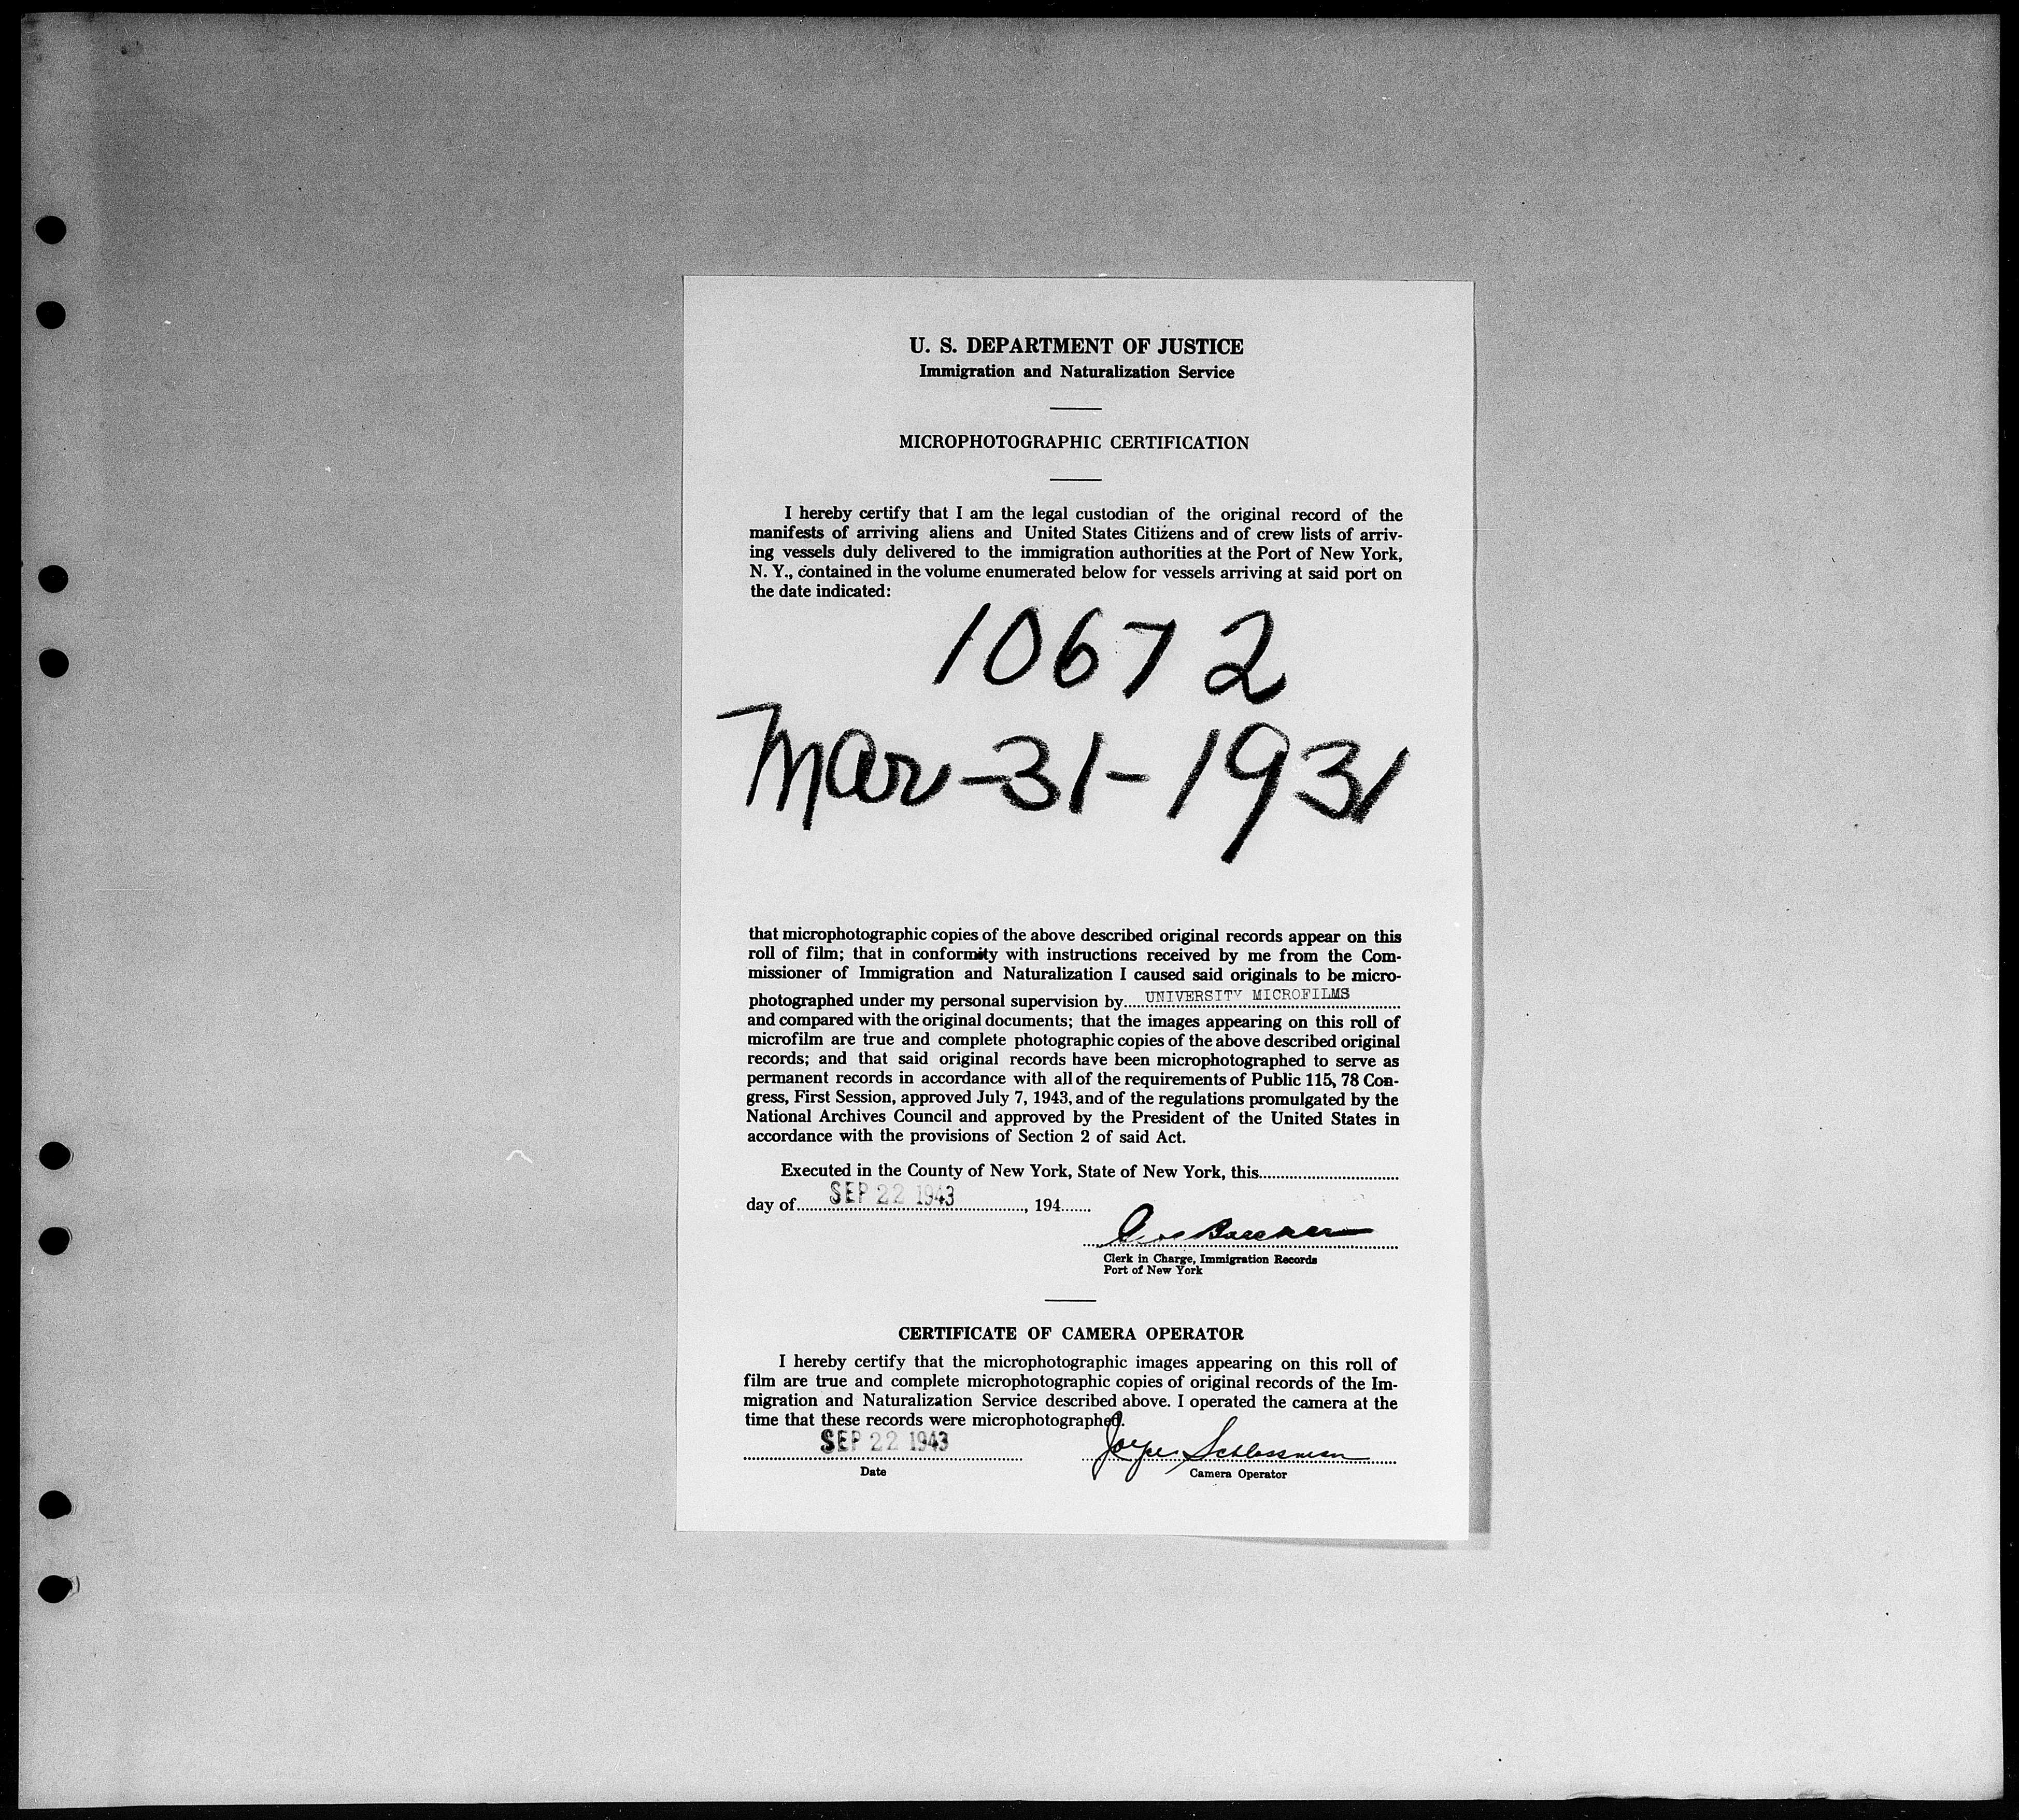 U. S. DEPARTMENT OF JUSTICE
Immigration and Naturalization Service
MICROPHOTOGRAPHIC CERTIFICATION
I hereby certify that I am the legal custodian of the original record of the
manifests of arriving aliens and United States Citizens and of crew lists of arriv-
ing vessels duly delivered to the immigration authorities at the Port of New York,
N. Y., contained in the volume enumerated below for vessels arriving at said port on
the date indicated:
10672
Mar-31-1931
that microphotographic copies of the above described original records appear on this
roll of film; that in conformity with instructions received by me from the Com-
missioner of Immigration and Naturalization I caused said originals to be micro-
photographed under my personal supervision by UNIVERSITY MICROFILMS
and compared with the original documents; that the images appearing on this roll of
microfilm are true and complete photographic copies of the above described original
records; and that said original records have been microphotographed to serve as
permanent records in accordance with all of the requirements of Public 115, 78 Con-
gress, First Session, approved July 7, 1943, and of the regulations promulgated by the
National Archives Council and approved by the President of the United States in
accordance with the provisions of Section 2 of said Act.
Executed in the County of New York, State of New York, this
day of SEP 22 1943, 194
Clerk in Charge, Immigration Records
Port of New York
CERTIFICATE OF CAMERA OPERATOR
I hereby certify that the microphotographic images appearing on this roll of
film are true and complete microphotographic copies of original records of the Im-
migration and Naturalization Service described above. I operated the camera at the
time that these records were microphotographed.
SEP 22 1943 Schlossman
Date Camera Operator